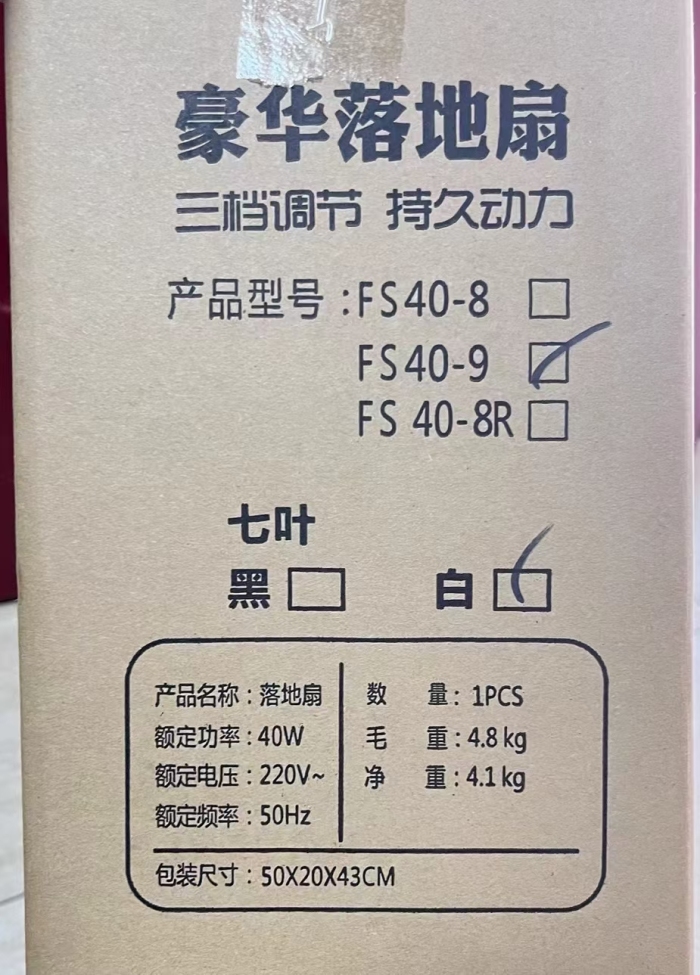 豪华落地扇
三档调节 持久动力
产品型号：FS40-8 □
FS40-9 ☑
FS 40-8R □
七叶
黑 □ 白 ☑
产品名称：落地扇
额定功率：40W
额定电压：220V~
额定频率：50Hz
数 量：1PCS
毛 重：4.8 kg
净 重：4.1 kg
包装尺寸：50X20X43CM